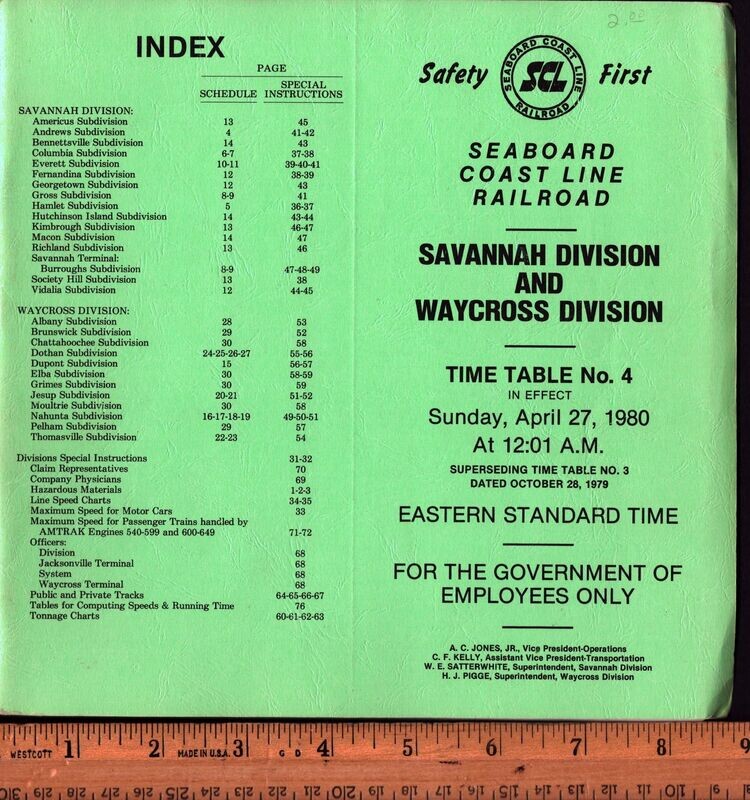 INDEX
PAGE
SCHEDULE SPECIAL INSTRUCTIONS
SAVANNAH DIVISION:
Americus Subdivision 13 45
Andrews Subdivision 4 41-42
Bennettsville Subdivision 14 43
Columbia Subdivision 6-7 37-38
Everett Subdivision 10-11 39-40-41
Fernandina Subdivision 12 38-39
Georgetown Subdivision 12 43
Gross Subdivision 8-9 41
Hamlet Subdivision 5 36-37
Hutchinson Island Subdivision 14 43-44
Kimbrough Subdivision 13 46-47
Macon Subdivision 14 47
Richland Subdivision 13 46
Savannah Terminal:
Burroughs Subdivision 8-9 47-48-49
Society Hill Subdivision 13 38
Vidalia Subdivision 12 44-45
WAYCROSS DIVISION:
Albany Subdivision 28 53
Brunswick Subdivision 29 52
Chattahoochee Subdivision 30 58
Dothan Subdivision 24-25-26-27 55-56
Dupont Subdivision 15 56-57
Elba Subdivision 30 58-59
Grimes Subdivision 30 59
Jesup Subdivision 20-21 51-52
Moultrie Subdivision 30 58
Nahunta Subdivision 16-17-18-19 49-50-51
Pelham Subdivision 29 57
Thomasville Subdivision 22-23 54
Divisions Special Instructions 31-32
Claim Representatives 70
Company Physicians 69
Hazardous Materials 1-2-3
Line Speed Charts 34-35
Maximum Speed for Motor Cars 33
Maximum Speed for Passenger Trains handled by
AMTRAK Engines 540-599 and 600-649 71-72
Officers:
Division 68
Jacksonville Terminal 68
System 68
Waycross Terminal 68
Public and Private Tracks 64-65-66-67
Tables for Computing Speeds & Running Time 76
Tonnage Charts 60-61-62-63
2.00
Safety First
SEABOARD COAST LINE
SCL
RAILROAD
SEABOARD
COAST LINE
RAILROAD
SAVANNAH DIVISION
AND
WAYCROSS DIVISION
TIME TABLE No. 4
IN EFFECT
Sunday, April 27, 1980
At 12:01 A.M.
SUPERSEDING TIME TABLE NO. 3
DATED OCTOBER 28, 1979
EASTERN STANDARD TIME
FOR THE GOVERNMENT OF
EMPLOYEES ONLY
A. C. JONES, JR., Vice President-Operations
C. F. KELLY, Assistant Vice President-Transportation
W. E. SATTERWHITE, Superintendent, Savannah Division
H. J. PIGGE, Superintendent, Waycross Division
WESTCOTT 1 2 MADE IN U.S.A. 3 G D 4 5 6 7 8 9